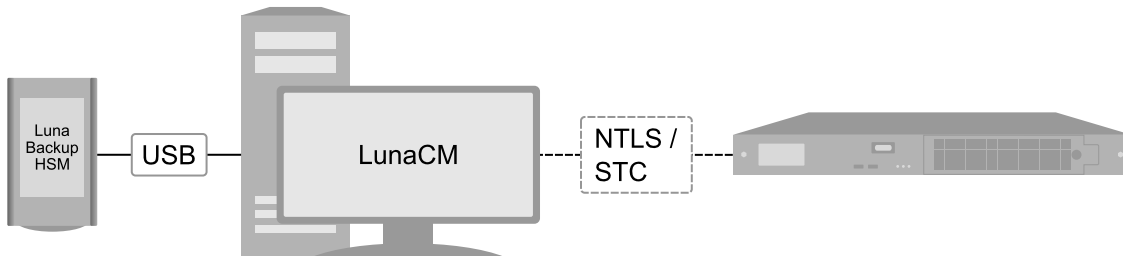 Luna
Backup
HSM
USB
LunaCM
NTLS /
STC